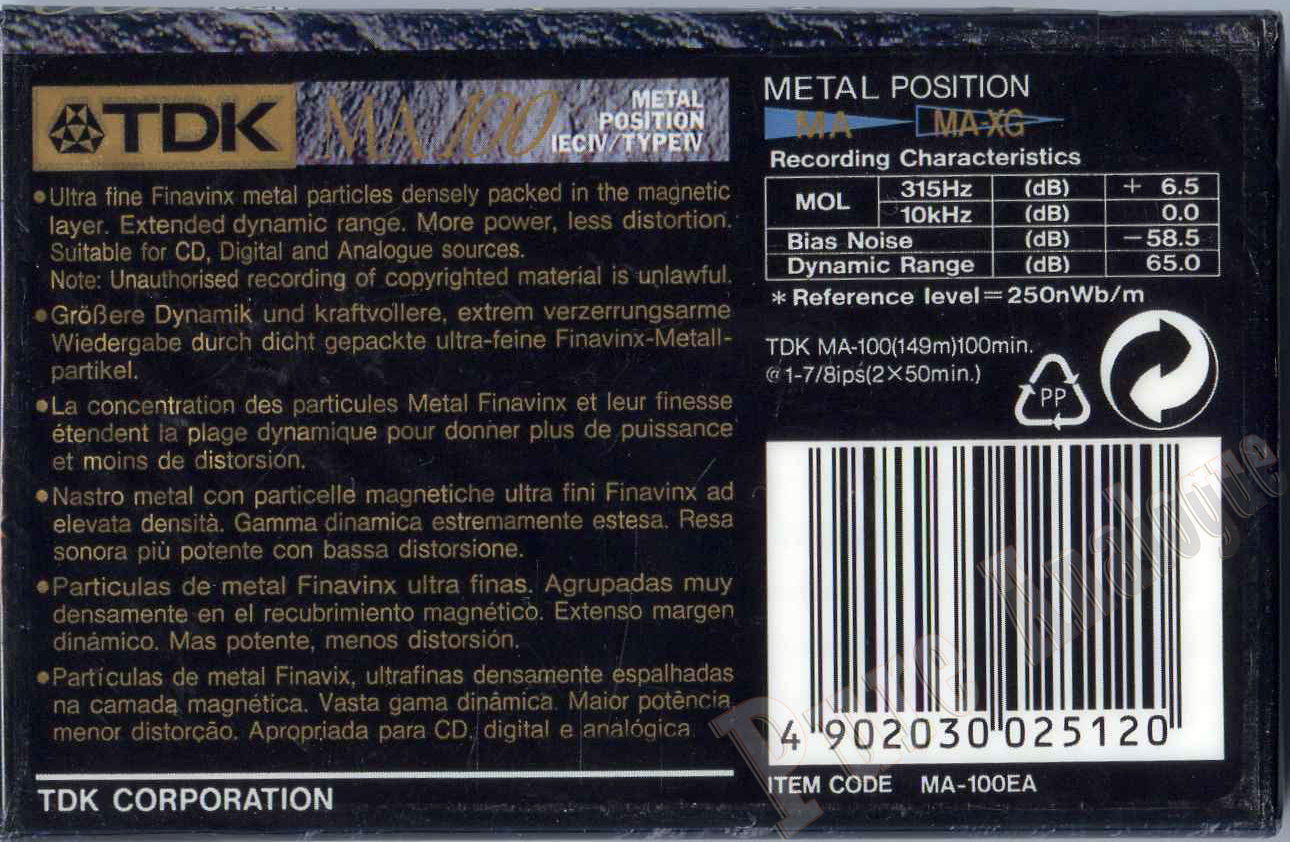 TDK MA 100 METAL
POSITION
IECIV/TYPEIV
•Ultra fine Finavinx metal particles densely packed in the magnetic
layer. Extended dynamic range. More power, less distortion.
Suitable for CD, Digital and Analogue sources.
Note: Unauthorised recording of copyrighted material is unlawful.
•Größere Dynamik und kraftvollere, extrem verzerrungsarme
Wiedergabe durch dicht gepackte ultra-feine Finavinx-Metall-
partikel.
•La concentration des particules Metal Finavinx et leur finesse
étendent la plage dynamique pour donner plus de puissance
et moins de distorsion.
•Nastro metal con particelle magnetiche ultra fini Finavinx ad
elevata densità. Gamma dinamica estremamente estesa. Resa
sonora più potente con bassa distorsione.
•Particulas de metal Finavinx ultra finas. Agrupadas muy
densamente en el recubrimiento magnético. Extenso margen
dinámico. Mas potente, menos distorsión.
•Partículas de metal Finavix, ultrafinas densamente espalhadas
na camada magnética. Vasta gama dinâmica. Maior potência,
menor distorção. Apropriada para CD, digital e analógica
TDK CORPORATION
METAL POSITION
MA MA-XG
Recording Characteristics
MOL 315Hz (dB) + 6.5
10kHz (dB) 0.0
Bias Noise (dB) −58.5
Dynamic Range (dB) 65.0
* Reference level=250nWb/m
TDK MA-100(149m)100min.
@1-7/8ips(2×50min.)
PP
4 902030 025120
ITEM CODE MA-100EA
Pure Analogue